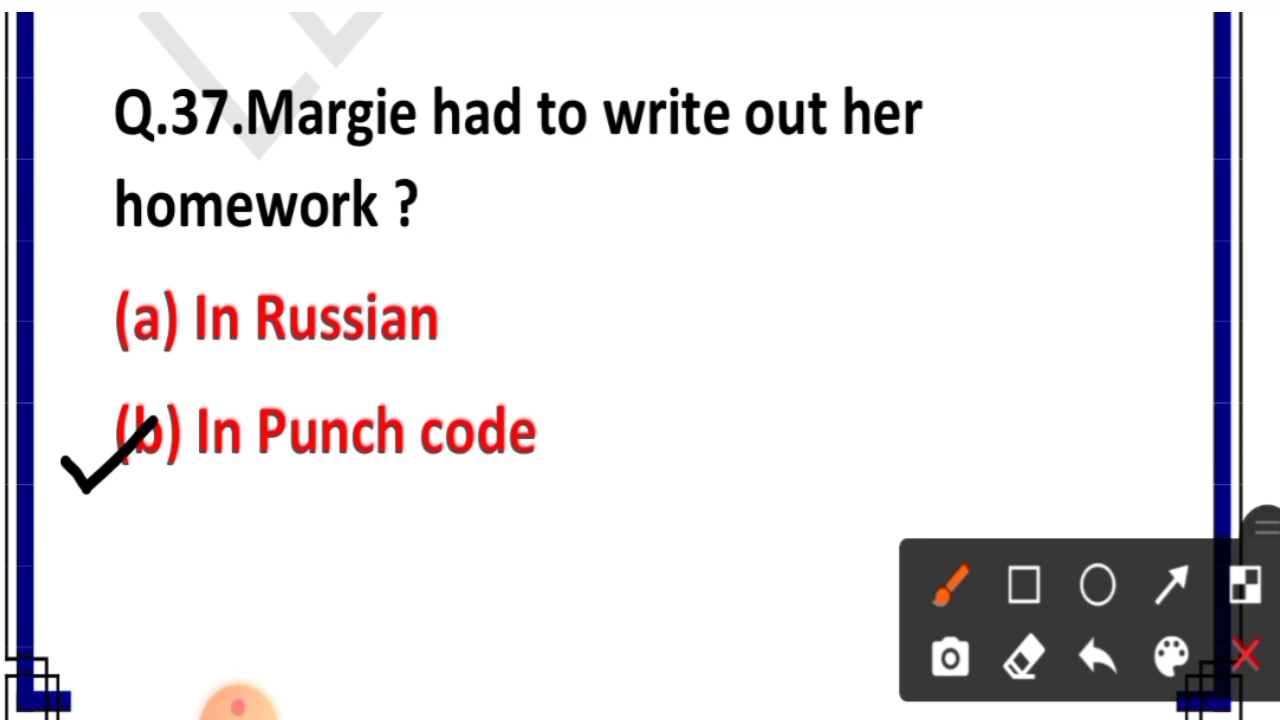 Q.37.Margie had to write out her
homework ?
(a) In Russian
(b) In Punch code